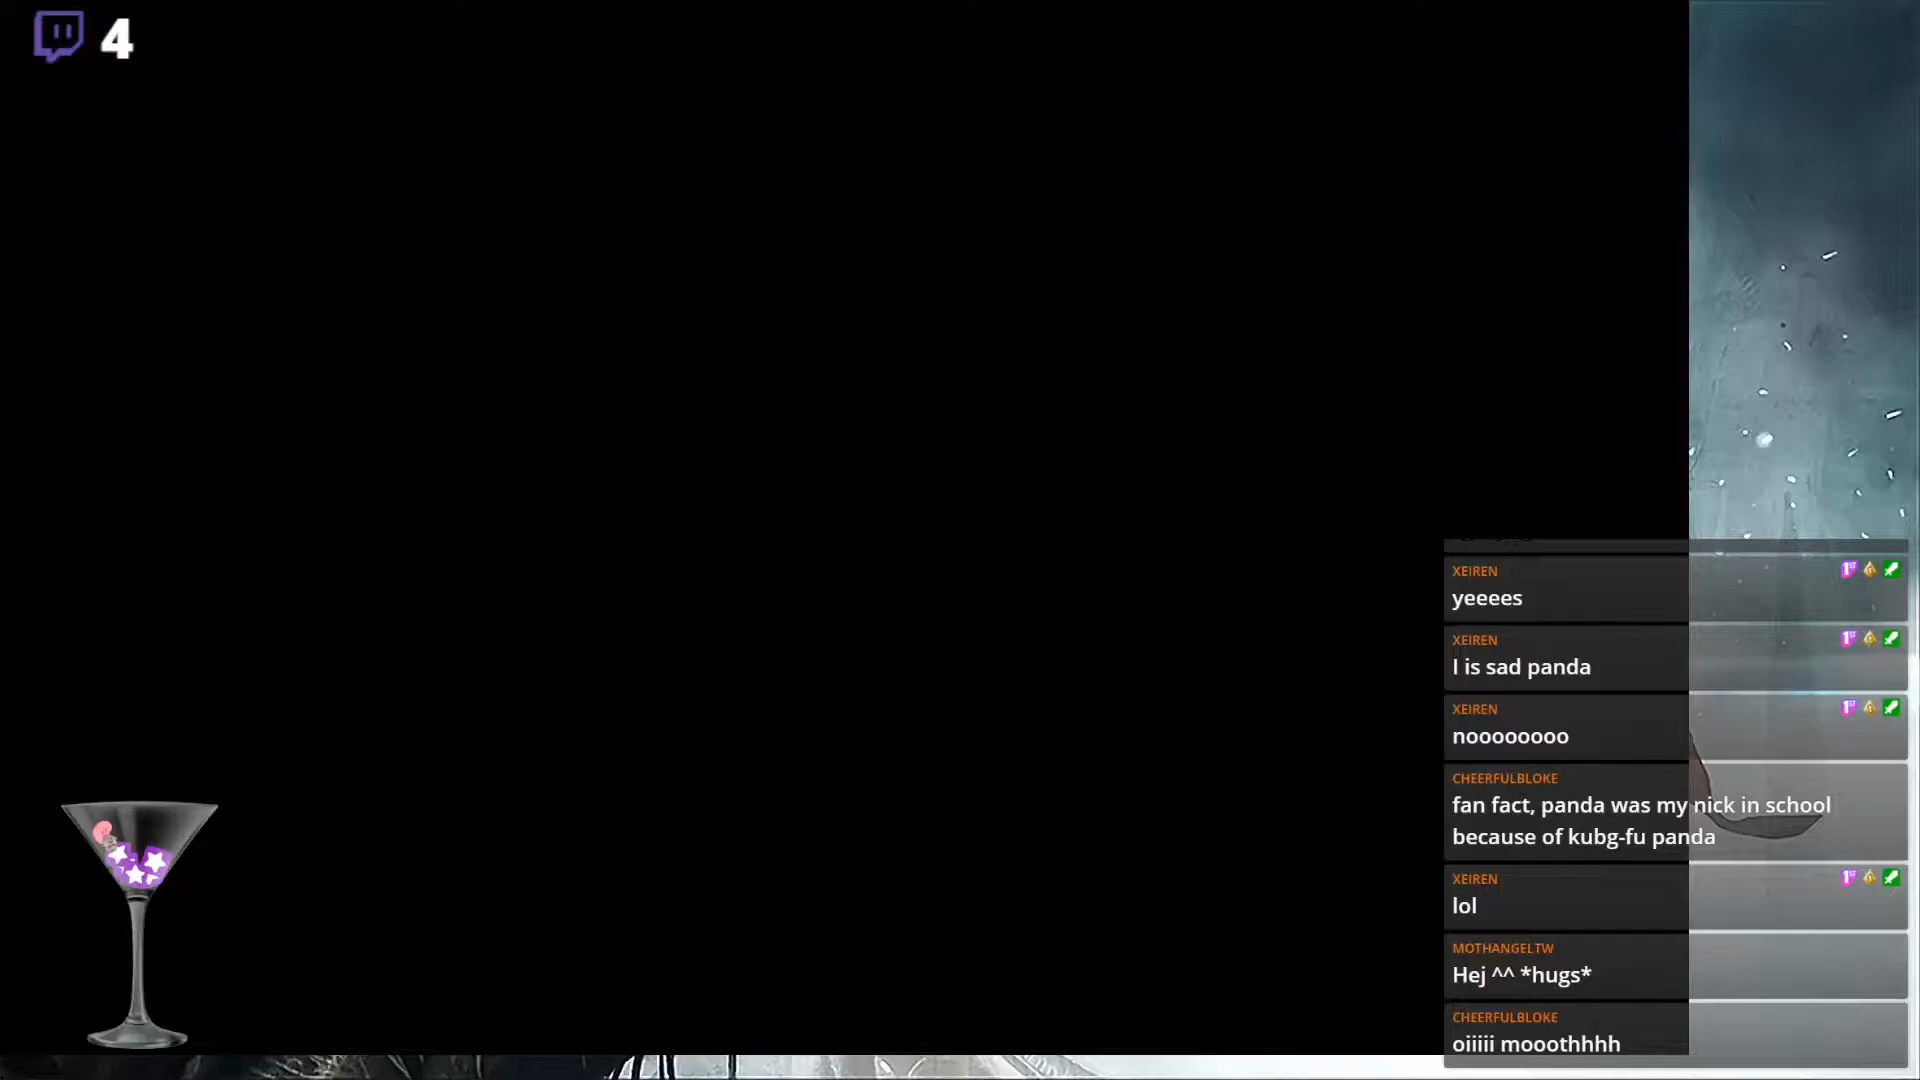 4
XEIREN
yeeees
XEIREN
I is sad panda
XEIREN
noooooooo
CHEERFULBLOKE
fan fact, panda was my nick in school
because of kubg-fu panda
XEIREN
lol
MOTHANGELTW
Hej ^^ *hugs*
CHEERFULBLOKE
oiiiii mooothhhh